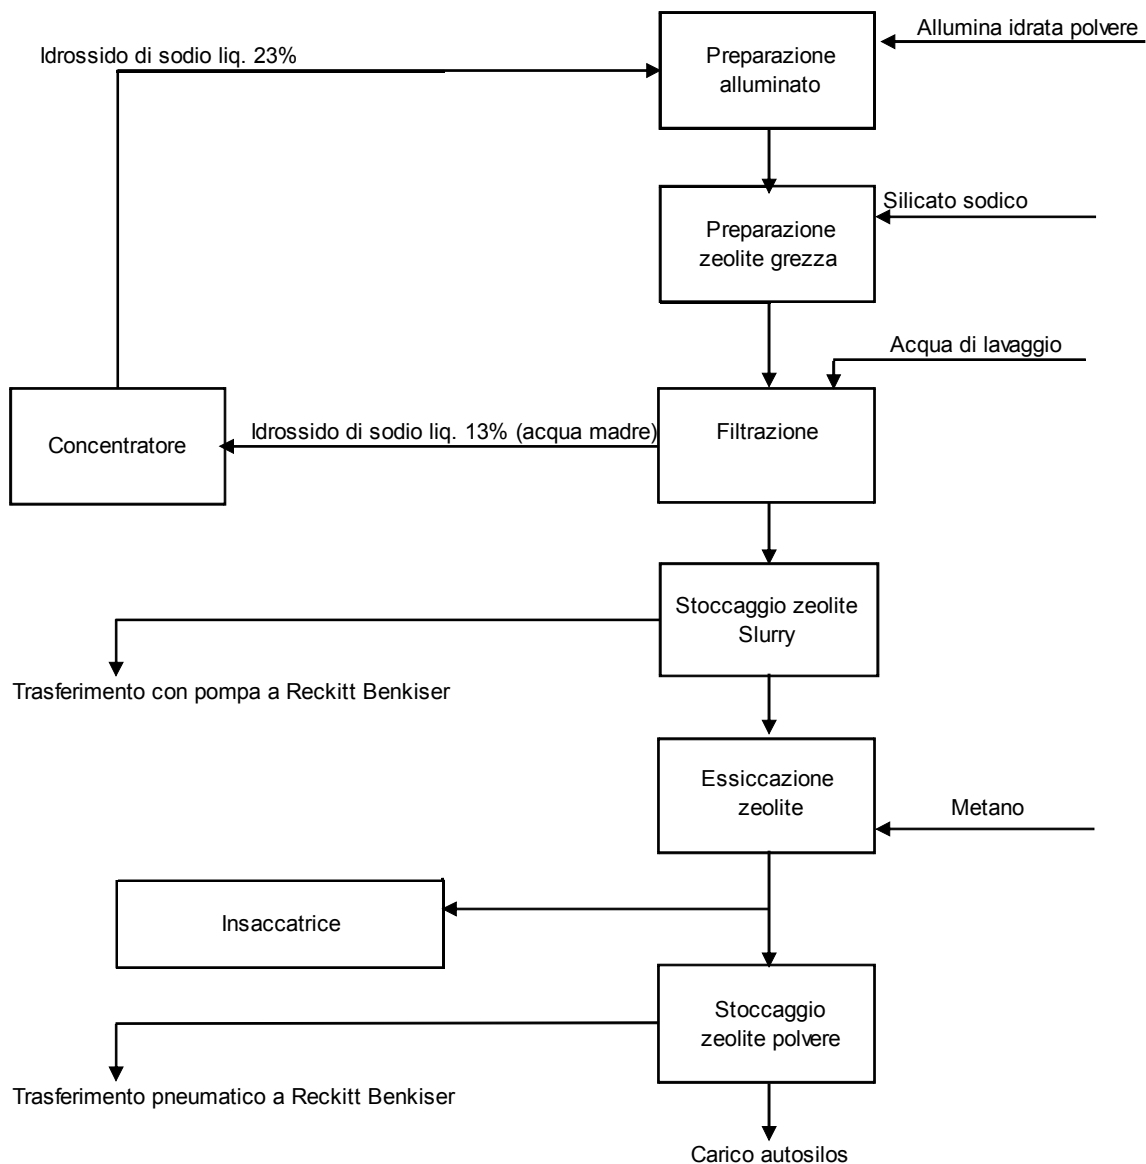 Allumina idrata polvere
Idrossido di sodio liq. 23%
Preparazione
alluminato
Silicato sodico
Preparazione
zeolite grezza
Acqua di lavaggio
Concentratore
Idrossido di sodio liq. 13% (acqua madre)
Filtrazione
Stoccaggio zeolite
Slurry
Trasferimento con pompa a Reckitt Benkiser
Essiccazione
zeolite
Metano
Insaccatrice
Stoccaggio
zeolite polvere
Trasferimento pneumatico a Reckitt Benkiser
Carico autosilos